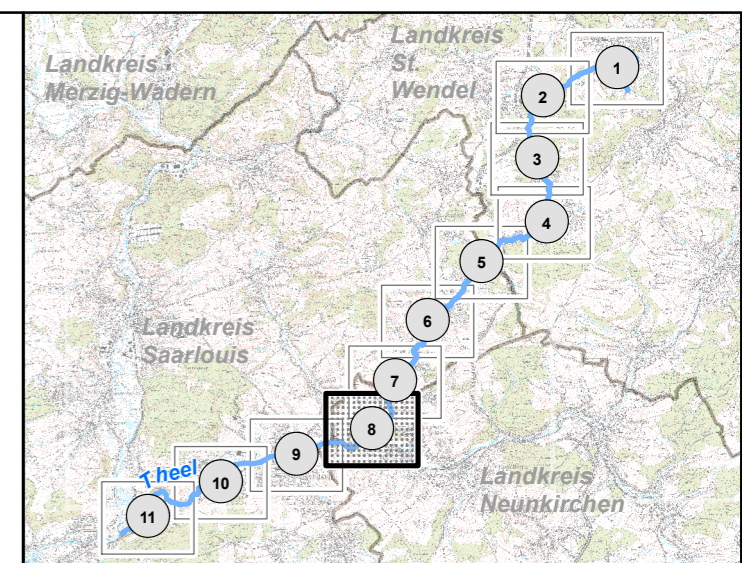 Landkreis
Merzig-Wadern
Landkreis
St.
Wendel
1
2
3
4
5
6
Landkreis
Saarlouis
7
8
9
Theel
10
11
Landkreis
Neunkirchen